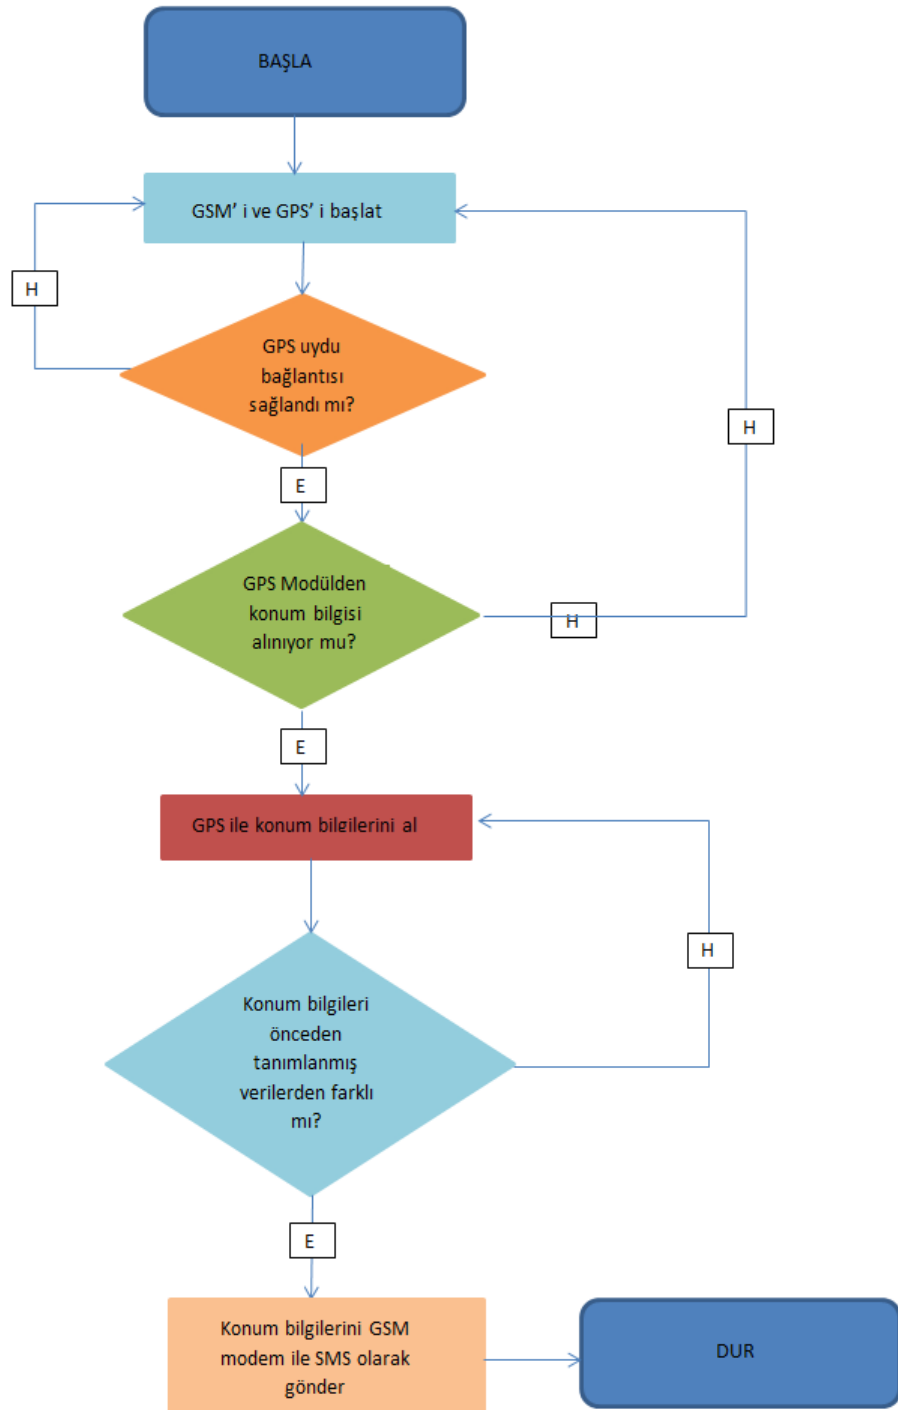 BAŞLA
GSM' i ve GPS' i başlat
H
GPS uydu
bağlantısı
sağlandı mı?
H
E
GPS Modülden
konum bilgisi
alınıyor mu?
H
E
GPS ile konum bilgilerini al
H
Konum bilgileri
önceden
tanımlanmış
verilerden farklı
mı?
E
Konum bilgilerini GSM
modem ile SMS olarak
gönder
DUR